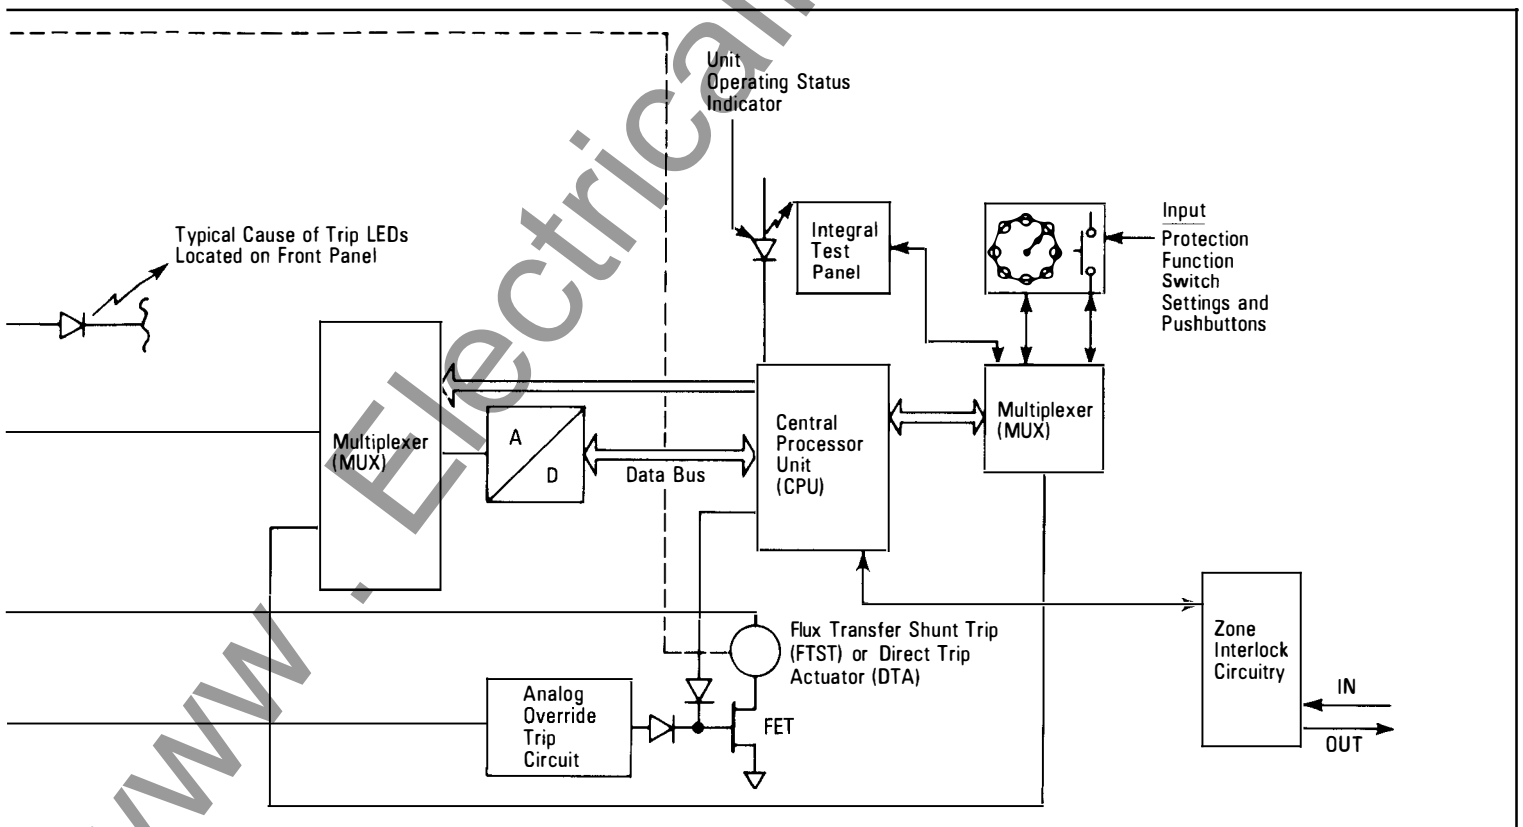 Unit
Operating Status
Indicator
Typical Cause of Trip LEDs
Located on Front Panel
Integral
Test
Panel
Input
Protection
Function
Switch
Settings and
Pushbuttons
Multiplexer
(MUX)
A
D
Data Bus
Central
Processor
Unit
(CPU)
Multiplexer
(MUX)
Flux Transfer Shunt Trip
(FTST) or Direct Trip
Actuator (DTA)
Analog
Override
Trip
Circuit
FET
Zone
Interlock
Circuitry
IN
OUT
www . Electrical